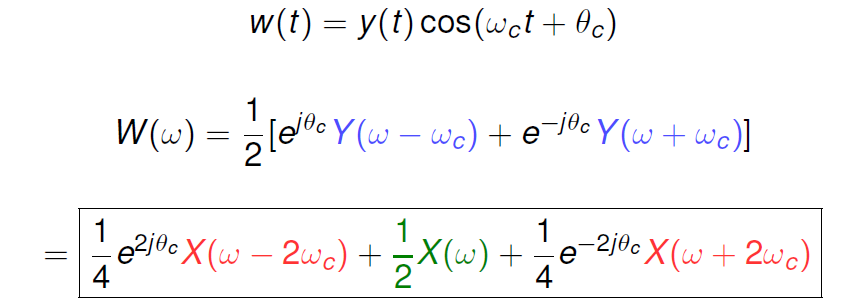 w(t) = y(t) cos(ω_c t + θ_c)
W(ω) = 1/2 [e^{jθ_c} Y(ω − ω_c) + e^{−jθ_c} Y(ω + ω_c)]
= 1/4 e^{2jθ_c} X(ω − 2ω_c) + 1/2 X(ω) + 1/4 e^{−2jθ_c} X(ω + 2ω_c)